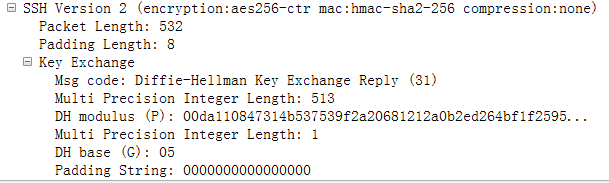 SSH Version 2 (encryption:aes256-ctr mac:hmac-sha2-256 compression:none)
Packet Length: 532
Padding Length: 8
Key Exchange
Msg code: Diffie-Hellman Key Exchange Reply (31)
Multi Precision Integer Length: 513
DH modulus (P): 00da110847314b537539f2a20681212a0b2ed264bf1f2595...
Multi Precision Integer Length: 1
DH base (G): 05
Padding String: 0000000000000000